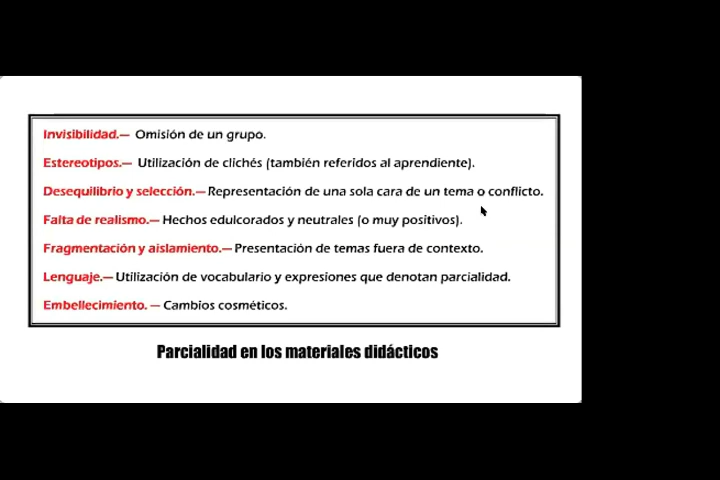 Invisibilidad.— Omisión de un grupo.
Estereotipos.— Utilización de clichés (también referidos al aprendiente).
Desequilibrio y selección.— Representación de una sola cara de un tema o conflicto.
Falta de realismo.— Hechos edulcorados y neutrales (o muy positivos).
Fragmentación y aislamiento.— Presentación de temas fuera de contexto.
Lenguaje.— Utilización de vocabulario y expresiones que denotan parcialidad.
Embellecimiento. — Cambios cosméticos.
Parcialidad en los materiales didácticos